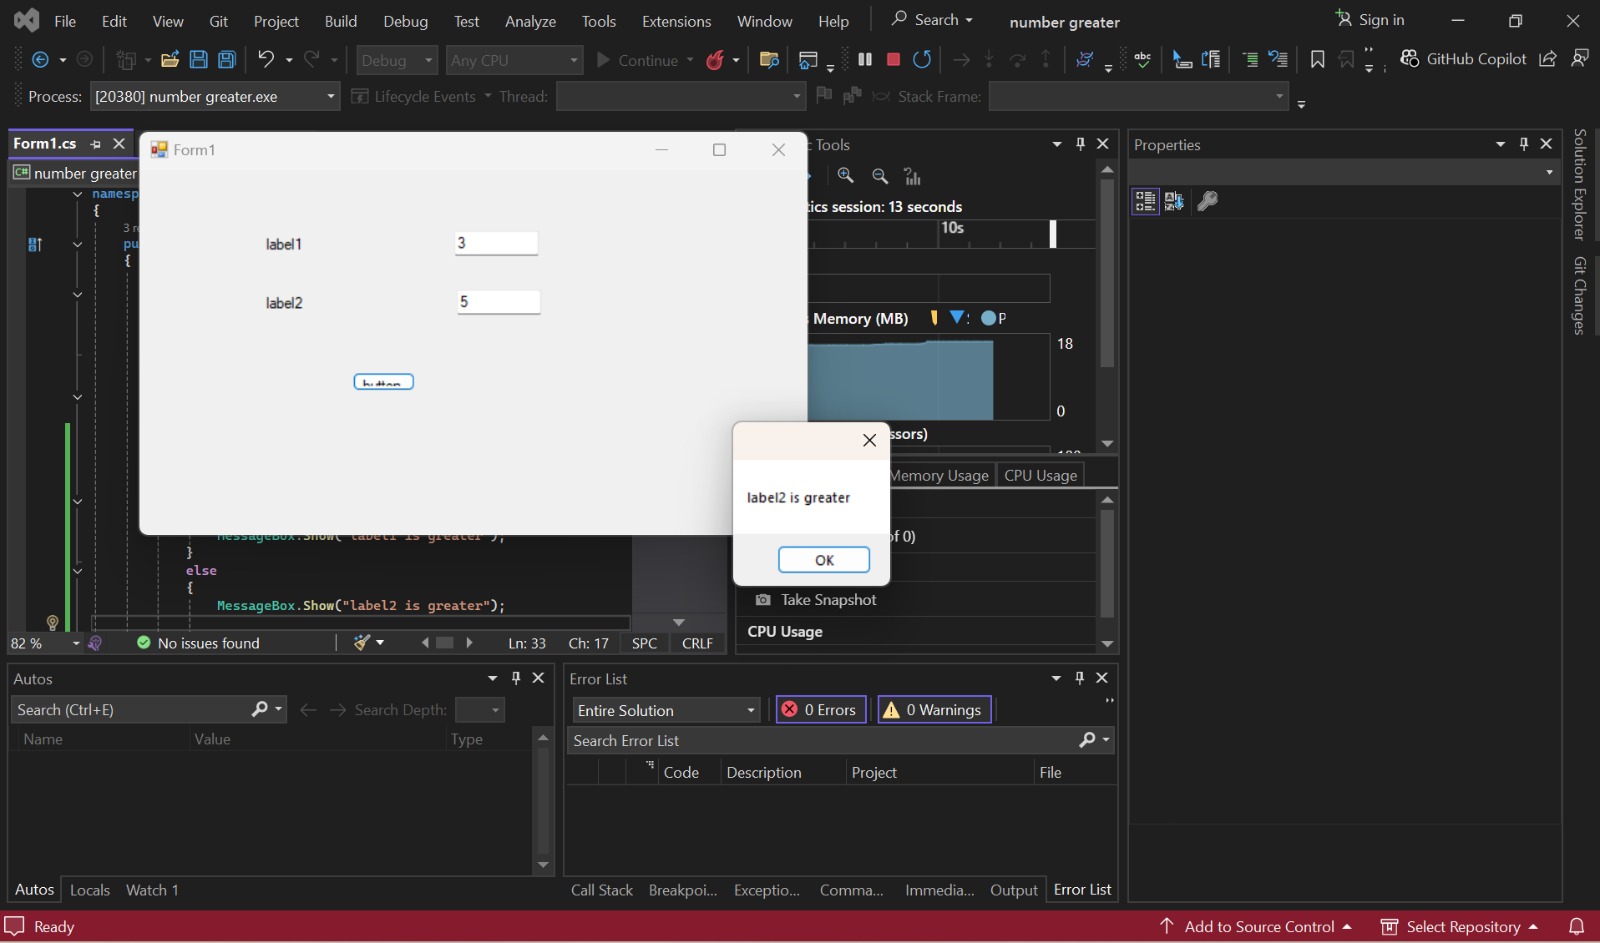 File Edit View Git Project Build Debug Test Analyze Tools Extensions Window Help Search number greater Sign in
Debug Any CPU Continue abc GitHub Copilot
Process: [20380] number greater.exe Lifecycle Events Thread: Stack Frame:
Form1.cs
C# number greater
namesp
{
3 r
pu
{
Form1
label1 3
label2 5
button
Tools
tics session: 13 seconds
10s
Memory (MB) P
18
0
ssors)
Memory Usage CPU Usage
of 0)
Take Snapshot
CPU Usage
label2 is greater
OK
MessageBox.Show("label1 is greater");
}
else
{
MessageBox.Show("label2 is greater");
82 % No issues found Ln: 33 Ch: 17 SPC CRLF
Properties
Solution Explorer
Git Changes
Autos
Search (Ctrl+E) Search Depth:
Name Value Type
Autos Locals Watch 1
Error List
Entire Solution 0 Errors 0 Warnings
Search Error List
Code Description Project File
Call Stack Breakpoi... Exceptio... Comma... Immedia... Output Error List
Ready Add to Source Control Select Repository